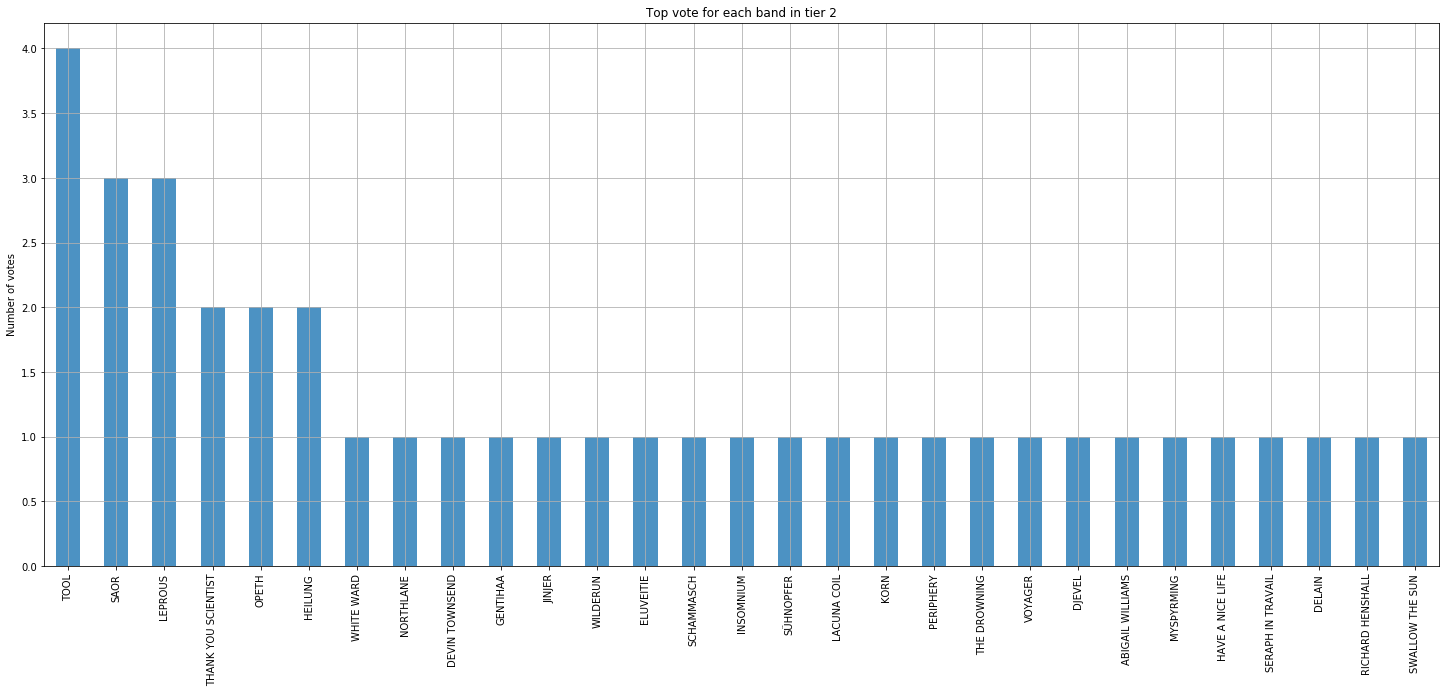 Top vote for each band in tier 2
Number of votes
4.0
3.5
3.0
2.5
2.0
1.5
1.0
0.5
0.0
TOOL
SAOR
LEPROUS
THANK YOU SCIENTIST
OPETH
HEILUNG
WHITE WARD
NORTHLANE
DEVIN TOWNSEND
GENTIHAA
JINJER
WILDERUN
ELUVEITIE
SCHAMMASCH
INSOMNIUM
SÜHNOPFER
LACUNA COIL
KORN
PERIPHERY
THE DROWNING
VOYAGER
DJEVEL
ABIGAIL WILLIAMS
MYSPYRMING
HAVE A NICE LIFE
SERAPH IN TRAVAIL
DELAIN
RICHARD HENSHALL
SWALLOW THE SUN